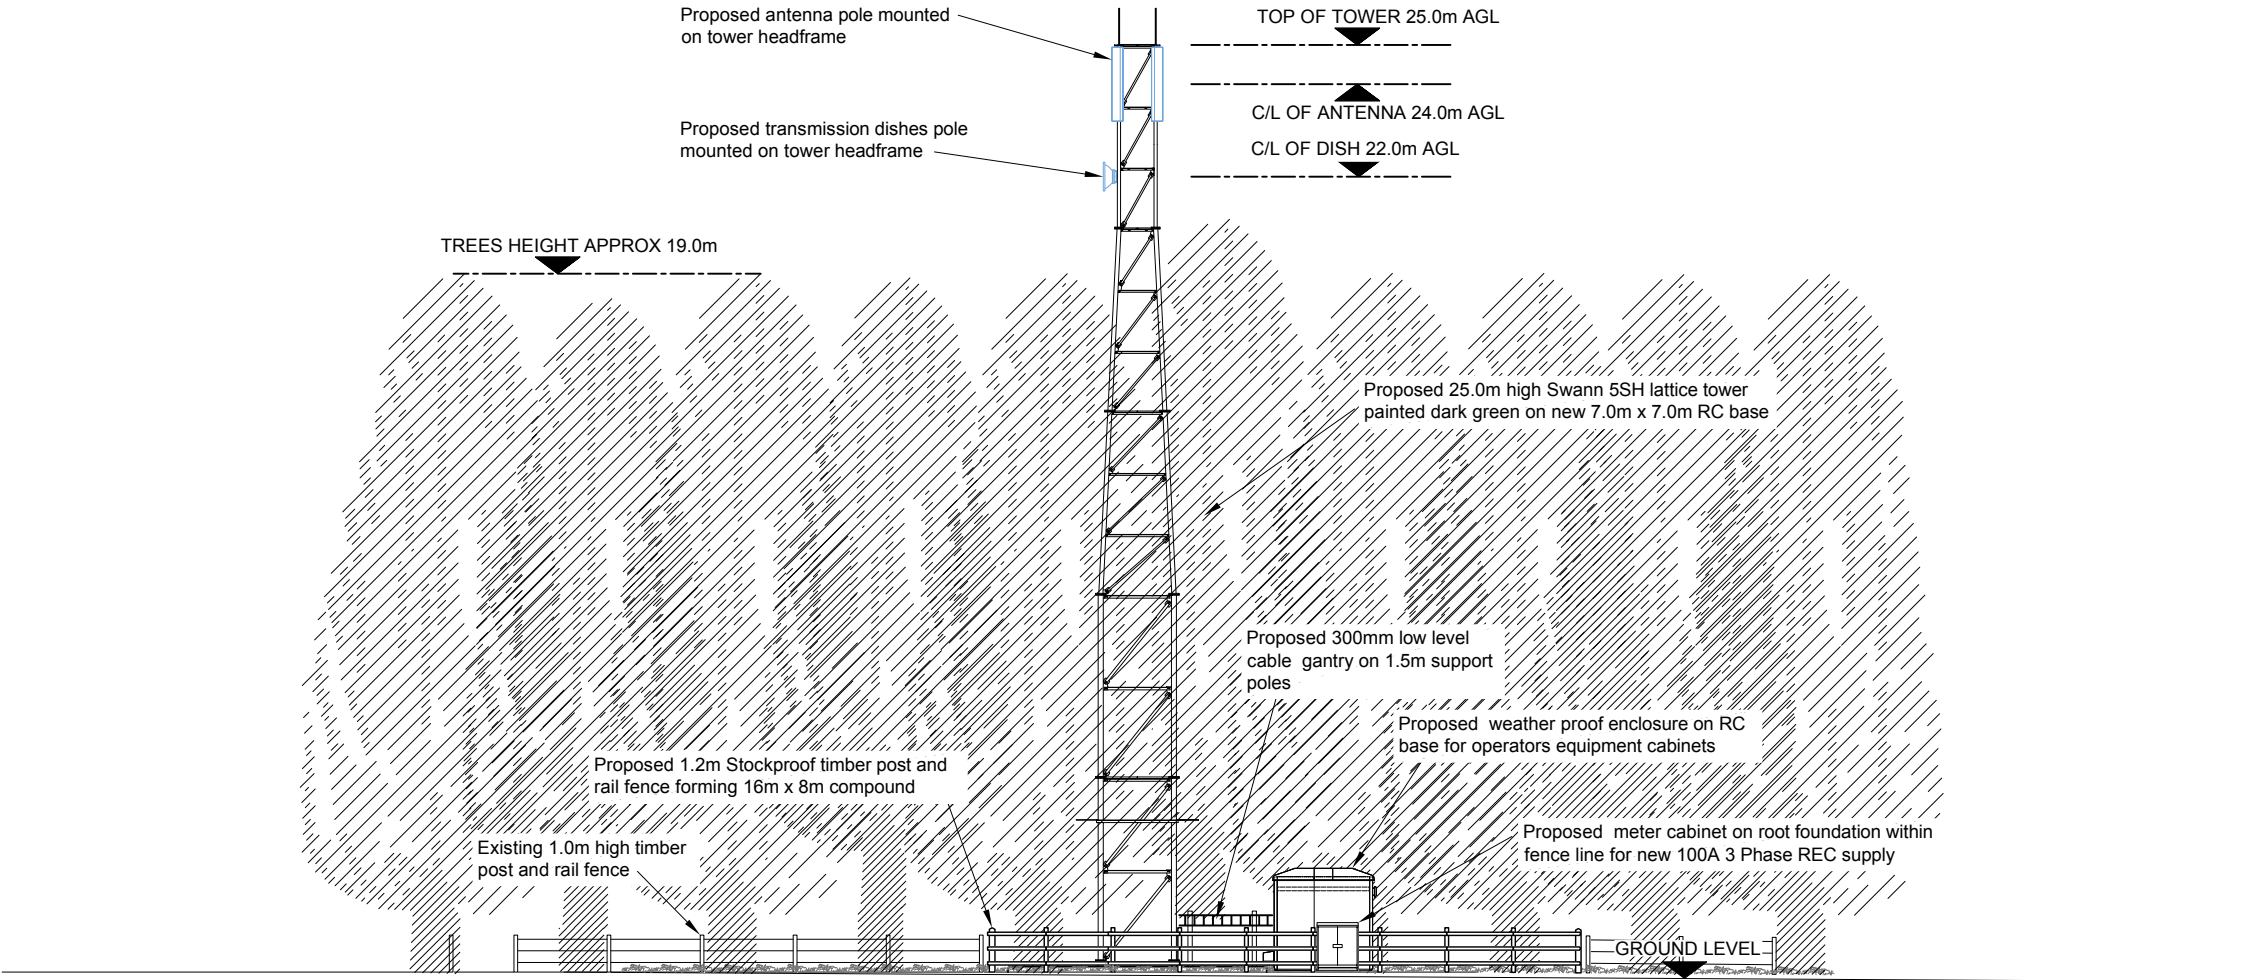 Proposed antenna pole mounted
on tower headframe
TOP OF TOWER 25.0m AGL
C/L OF ANTENNA 24.0m AGL
Proposed transmission dishes pole
mounted on tower headframe
C/L OF DISH 22.0m AGL
TREES HEIGHT APPROX 19.0m
Proposed 25.0m high Swann 5SH lattice tower
painted dark green on new 7.0m x 7.0m RC base
Proposed 300mm low level
cable gantry on 1.5m support
poles
Proposed weather proof enclosure on RC
base for operators equipment cabinets
Proposed 1.2m Stockproof timber post and
rail fence forming 16m x 8m compound
Proposed meter cabinet on root foundation within
fence line for new 100A 3 Phase REC supply
Existing 1.0m high timber
post and rail fence
GROUND LEVEL